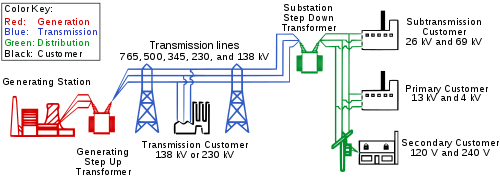 Color Key:
Red: Generation
Blue: Transmission
Green: Distribution
Black: Customer
Generating Station
Generating
Step Up
Transformer
Transmission lines
765,500, 345, 230, and 138 kV
Transmission Customer
138 kV or 230 kV
Substation
Step Down
Transformer
Subtransmission
Customer
26 kV and 69 kV
Primary Customer
13 kV and 4 kV
Secondary Customer
120 V and 240 V